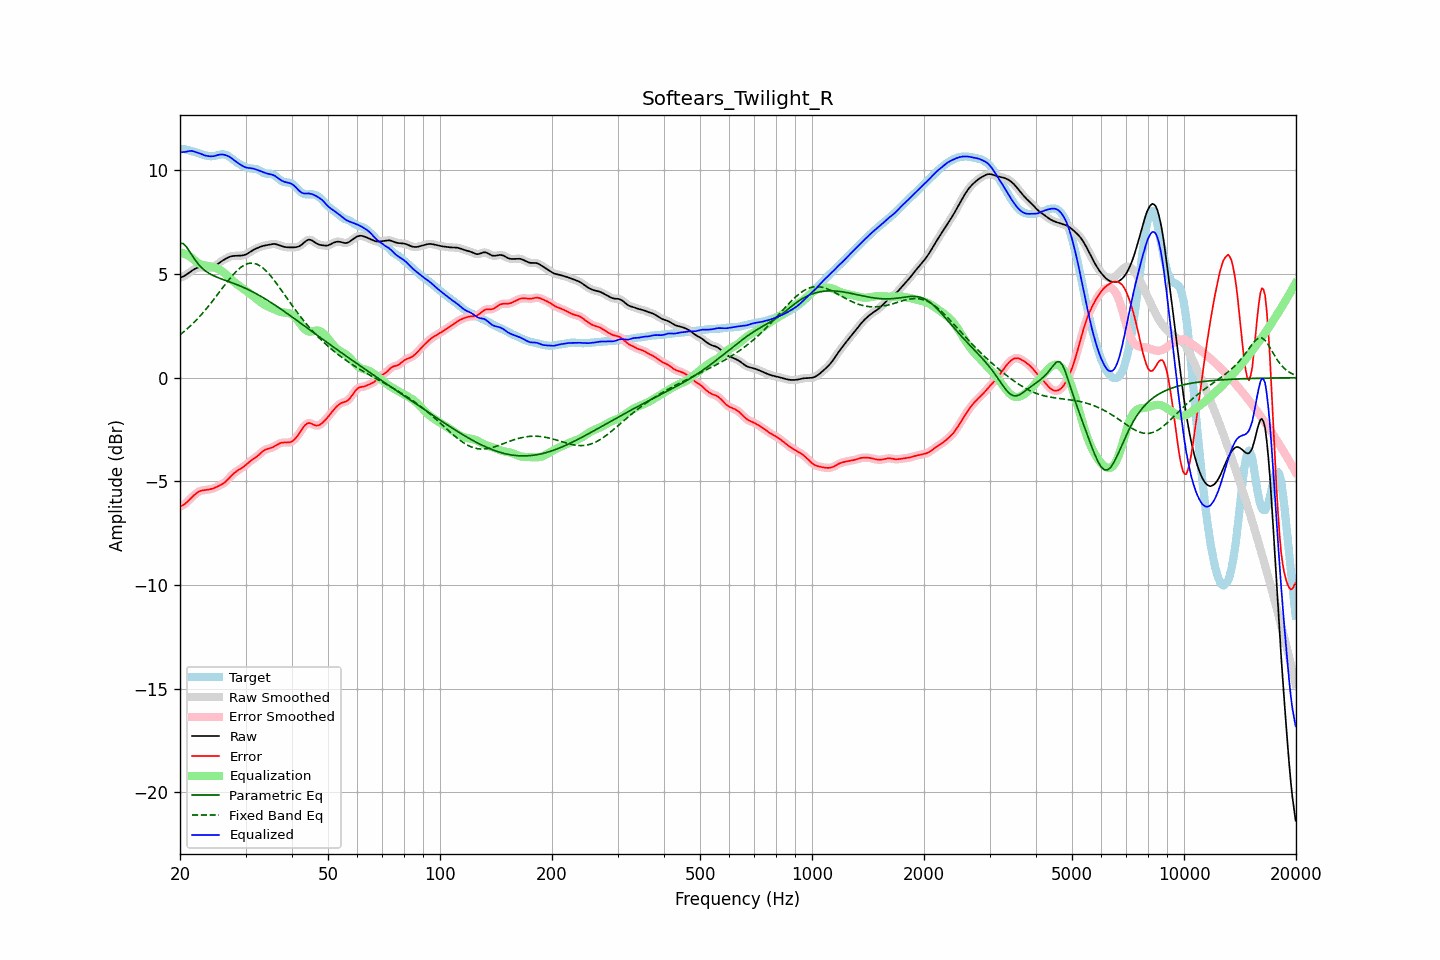 Softears_Twilight_R
Amplitude (dBr)
10
5
0
−5
−10
−15
−20
Target
Raw Smoothed
Error Smoothed
Raw
Error
Equalization
Parametric Eq
Fixed Band Eq
Equalized
20 50 100 200 500 1000 2000 5000 10000 20000
Frequency (Hz)